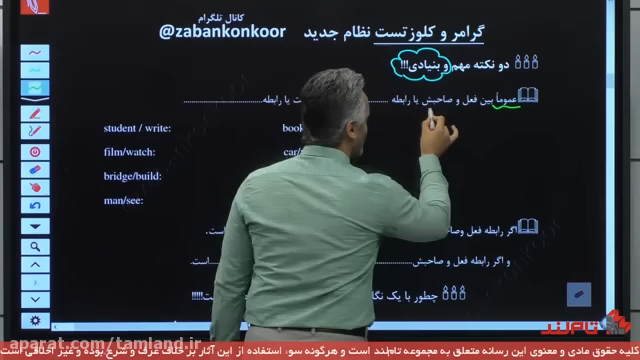 گرامر و کلوزتست نظام جدید
کانال تلگرام
@zabankonkoor
دو نکته مهم و بنیادی!!!
عموماً بین فعل و صاحبش یا رابطه ............ ت یا رابطه............
student / write:
book
film/watch:
car/
bridge/build:
man/see:
اگر رابطه فعل وصاح ............ است.
و اگر رابطه فعل و صاحبش ............ است.
چطور با یک نگا ست!!!!!
تاملند
aparat.com/tamland.ir
کلیه حقوق مادی و معنوی این رسانه متعلق به مجموعه تاملند است و هرگونه سوء استفاده از این آثار بر خلاف عرف و شرع بوده و غیر اخلاقی است